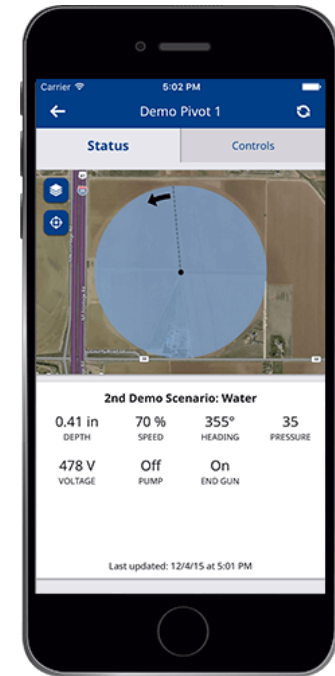 Carrier 5:02 PM
Demo Pivot 1
Status Controls
2nd Demo Scenario: Water
0.41 in 70 % 355° 35
DEPTH SPEED HEADING PRESSURE
478 V Off On
VOLTAGE PUMP END GUN
Last updated: 12/4/15 at 5:01 PM